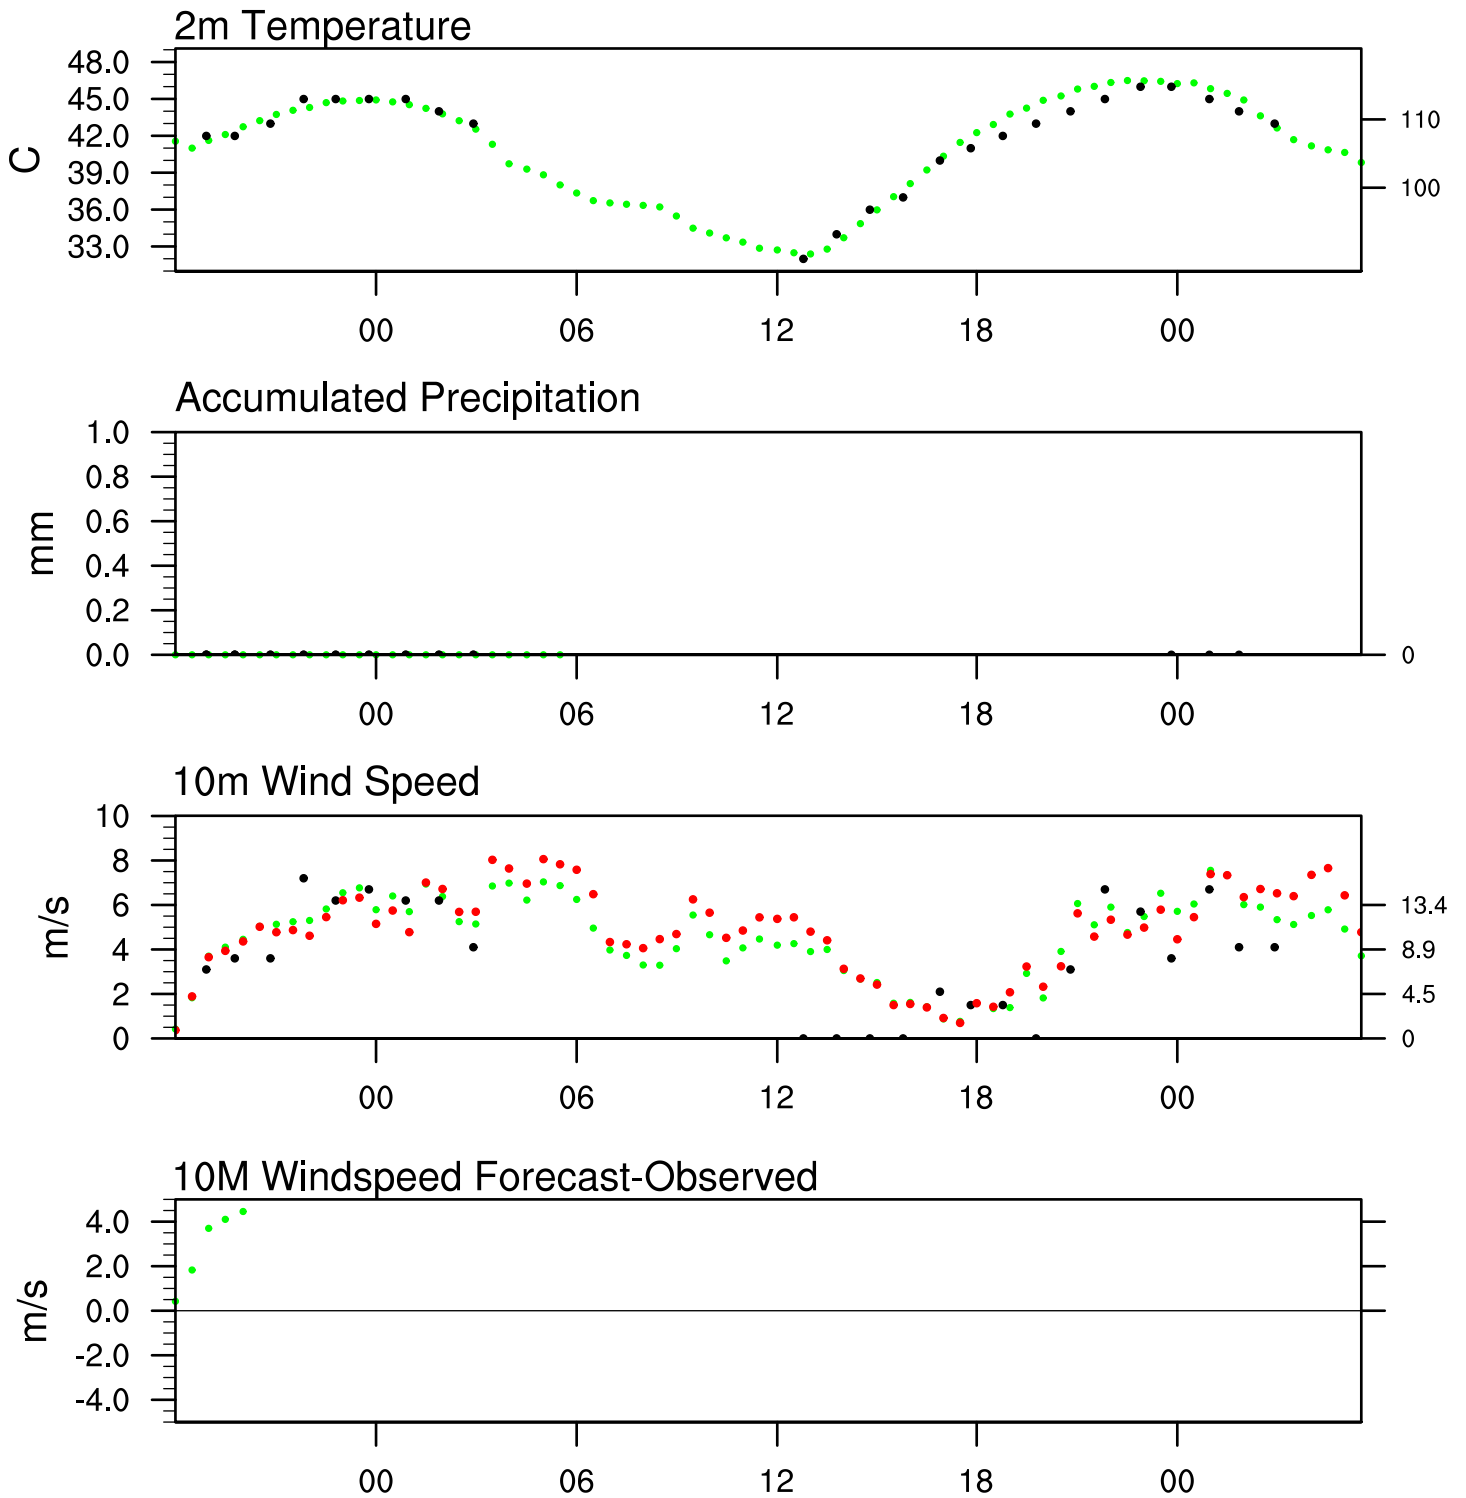 2m Temperature
48.0
45.0
42.0
39.0
36.0
33.0
C
110
100
00 06 12 18 00
Accumulated Precipitation
1.0
0.8
0.6
0.4
0.2
0.0
mm
0
00 06 12 18 00
10m Wind Speed
10
8
6
4
2
0
m/s
13.4
8.9
4.5
0
00 06 12 18 00
10M Windspeed Forecast-Observed
4.0
2.0
0.0
-2.0
-4.0
m/s
00 06 12 18 00